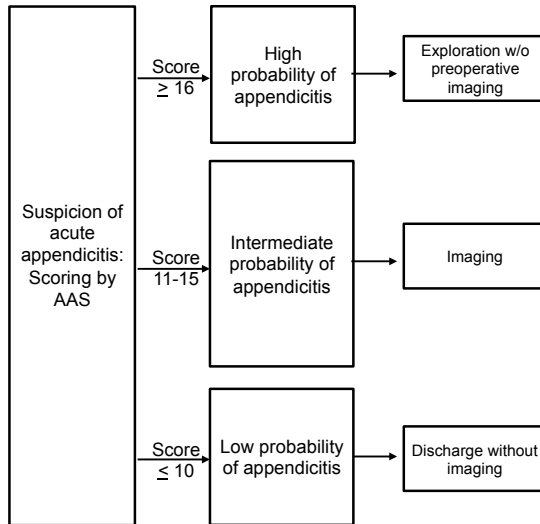 Suspicion of
acute
appendicitis:
Scoring by
AAS
Score
≥ 16
High
probability of
appendicitis
Exploration w/o
preoperative
imaging
Score
11-15
Intermediate
probability of
appendicitis
Imaging
Score
≤ 10
Low probability
of appendicitis
Discharge without
imaging